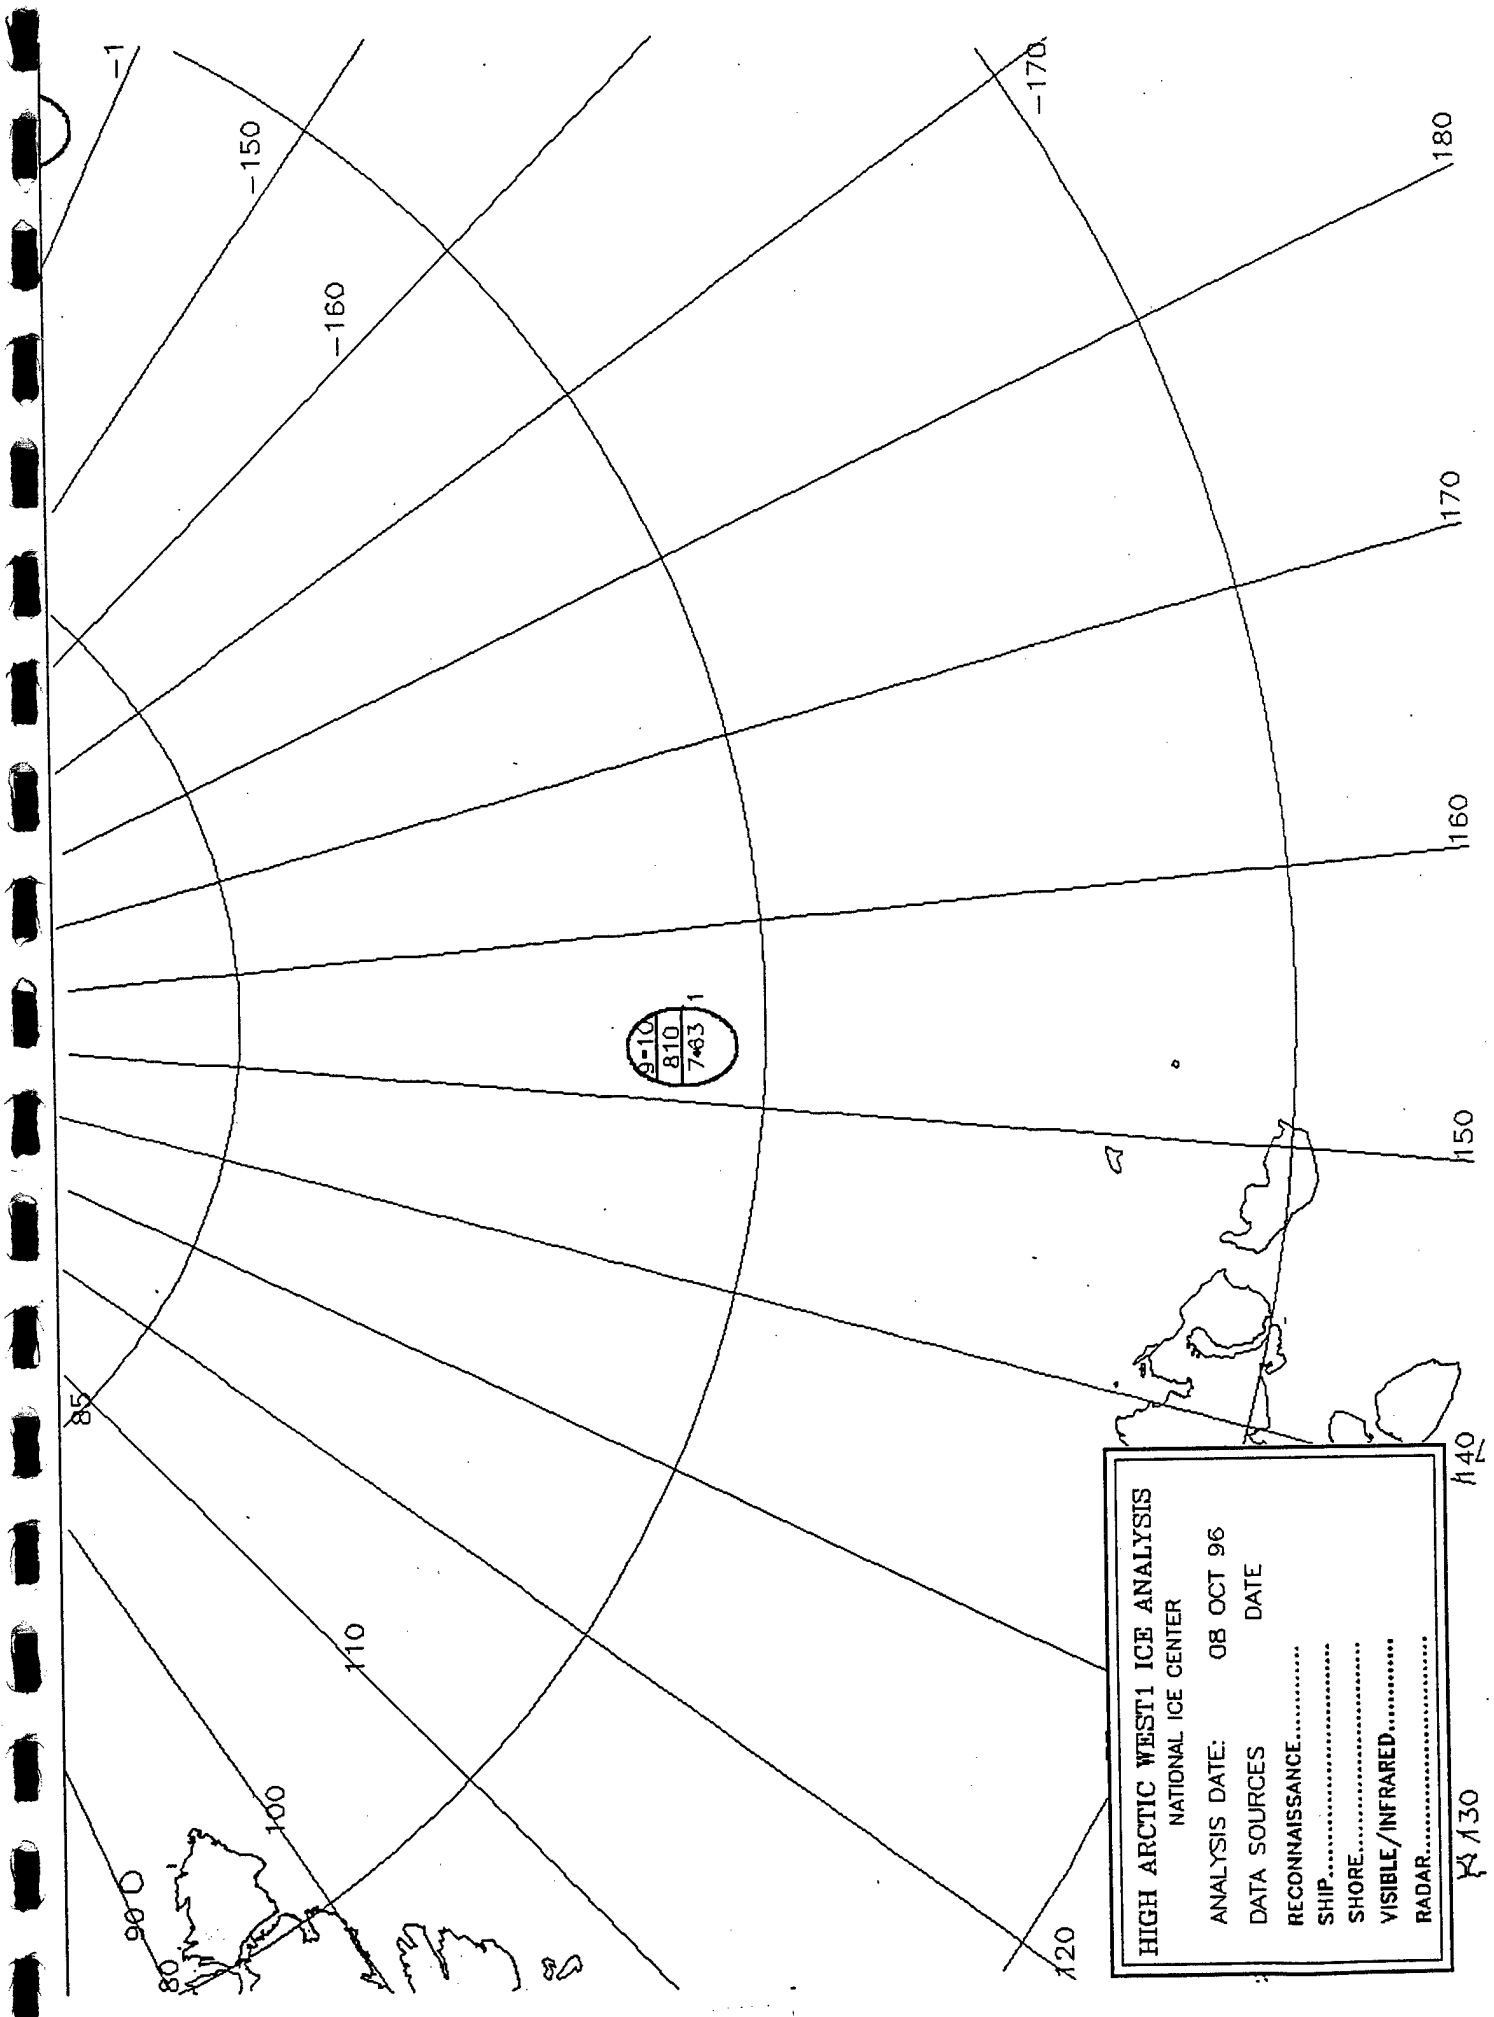 -1
-150
-160
-170
180
170
160
150
140
130
120
110
100
90
80
85
9-10
810
7•63
1
HIGH ARCTIC WEST1 ICE ANALYSIS
NATIONAL ICE CENTER
ANALYSIS DATE: 08 OCT 96
DATA SOURCES DATE
RECONNAISSANCE............
SHIP..............................
SHORE...........................
VISIBLE/INFRARED...........
RADAR............................